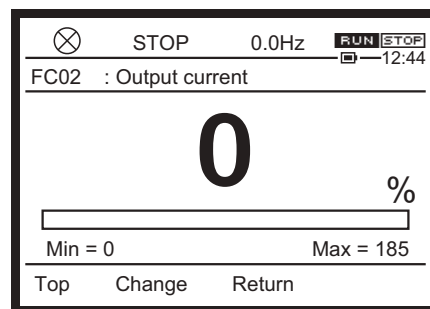 STOP 0.0Hz RUN STOP
12:44
FC02 : Output current
0
%
Min = 0 Max = 185
Top Change Return